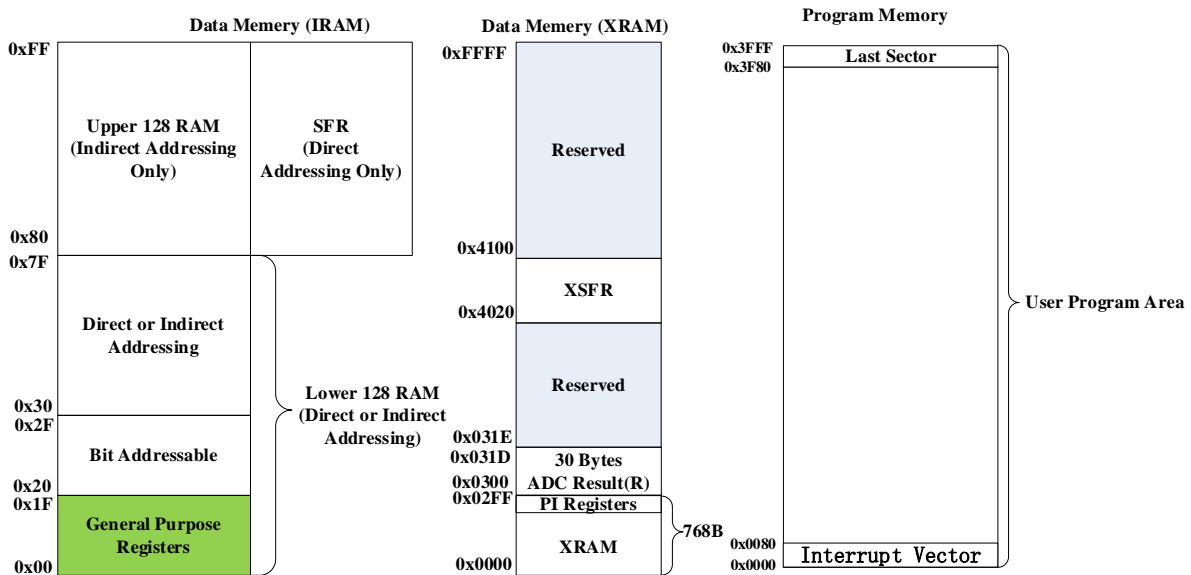 Data Memory (IRAM)
0xFF
Upper 128 RAM
(Indirect Addressing
Only)
SFR
(Direct
Addressing Only)
0x80
0x7F
Direct or Indirect
Addressing
0x30
0x2F
Bit Addressable
0x20
0x1F
General Purpose
Registers
0x00
Lower 128 RAM
(Direct or Indirect
Addressing)
Data Memory (XRAM)
0xFFFF
Reserved
0x4100
XSFR
0x4020
Reserved
0x031E
0x031D
30 Bytes
ADC Result(R)
0x0300
0x02FF
PI Registers
XRAM
0x0000
768B
Program Memory
0x3FFF
Last Sector
0x3F80
User Program Area
0x0080
Interrupt Vector
0x0000